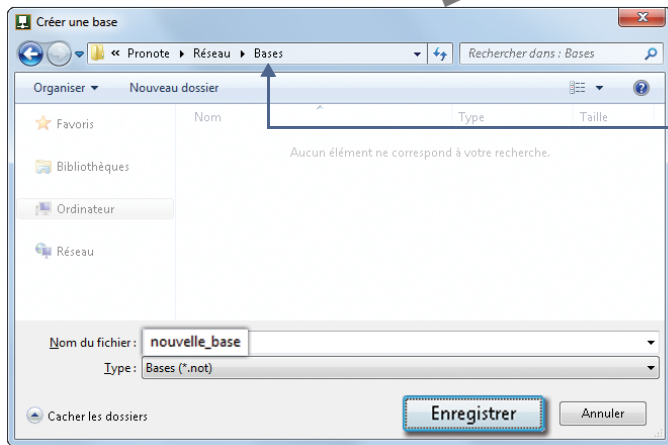 Créer une base
« Pronote Réseau Bases
Rechercher dans : Bases
Organiser Nouveau dossier
Nom Type Taille
Favoris
Aucun élément ne correspond à votre recherche.
Bibliothèques
Ordinateur
Réseau
Nom du fichier : nouvelle_base
Type : Bases (*.not)
Cacher les dossiers
Enregistrer
Annuler